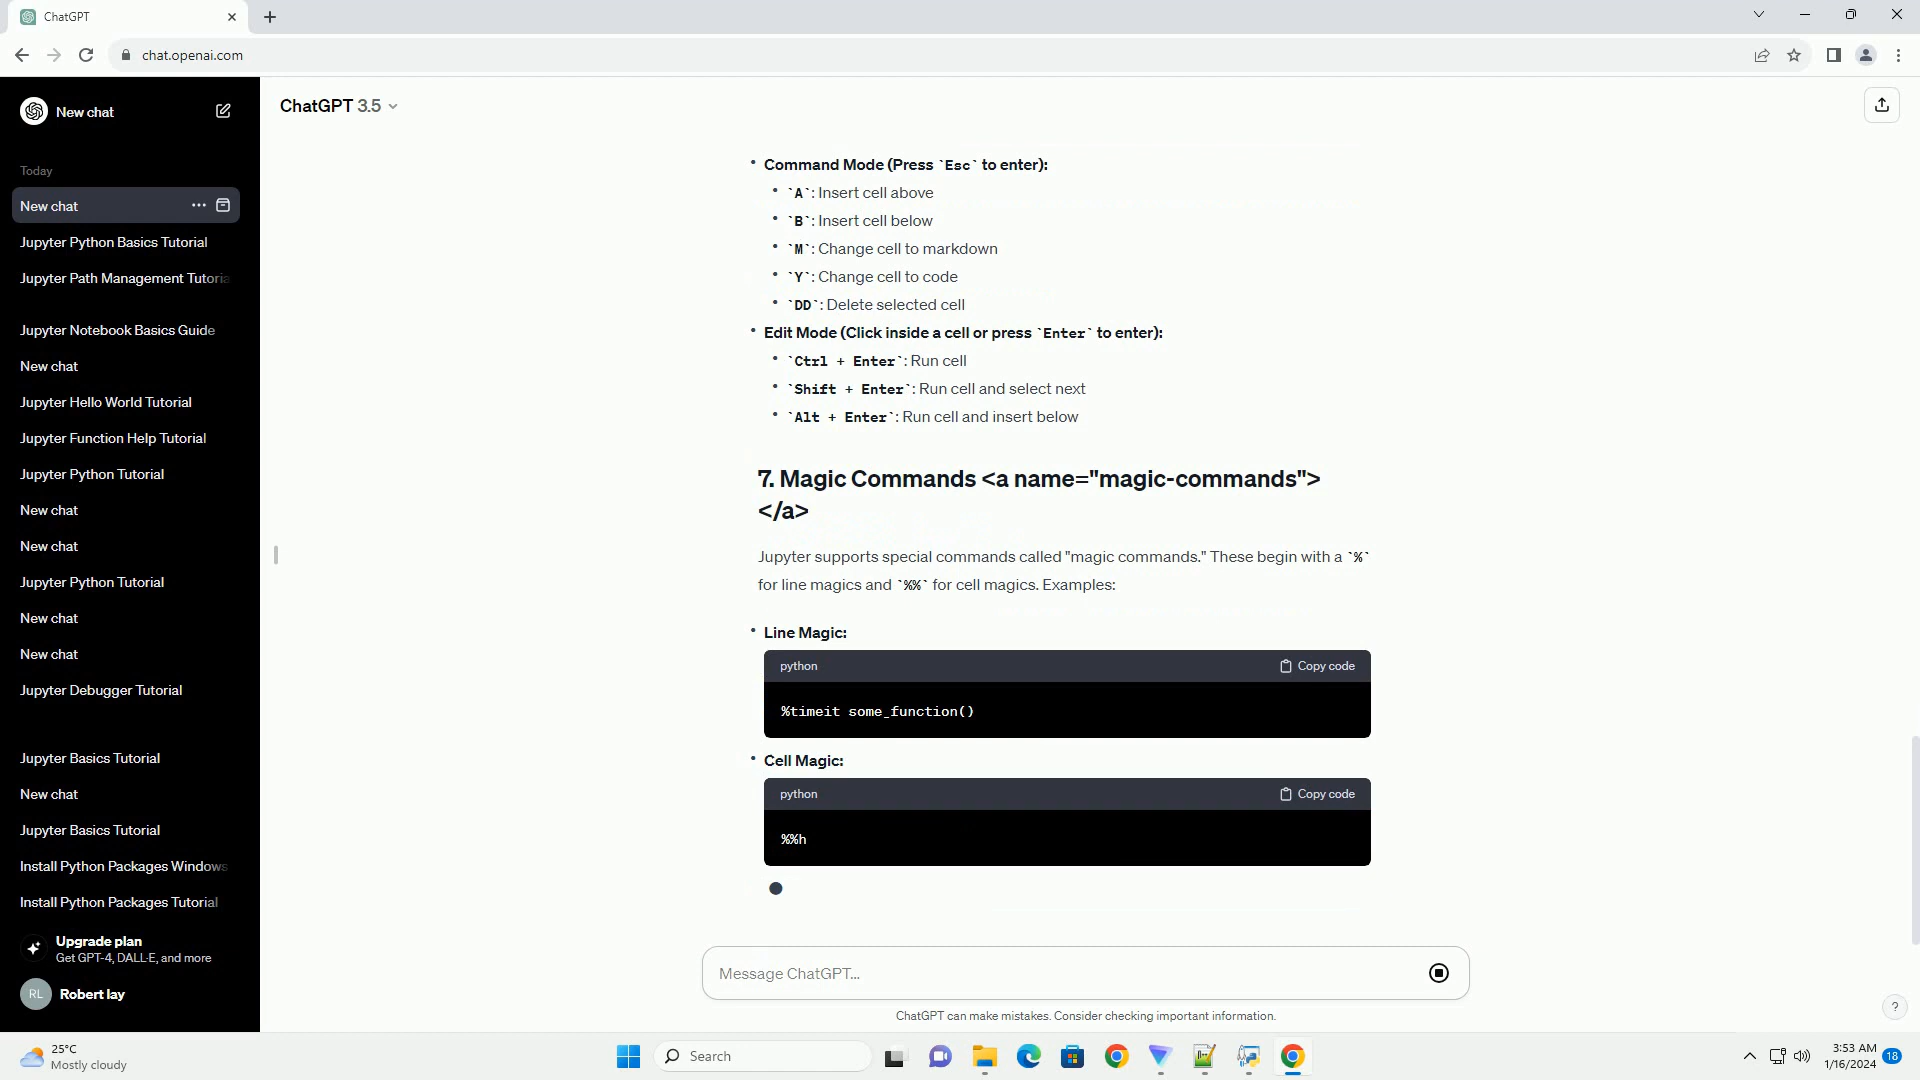 ChatGPT
chat.openai.com
New chat
Today
New chat
Jupyter Python Basics Tutorial
Jupyter Path Management Tutoria
Jupyter Notebook Basics Guide
New chat
Jupyter Hello World Tutorial
Jupyter Function Help Tutorial
Jupyter Python Tutorial
New chat
New chat
Jupyter Python Tutorial
New chat
New chat
Jupyter Debugger Tutorial
Jupyter Basics Tutorial
New chat
Jupyter Basics Tutorial
Install Python Packages Windows
Install Python Packages Tutorial
Upgrade plan
Get GPT-4, DALL·E, and more
RL Robert lay
ChatGPT 3.5
• Command Mode (Press `Esc` to enter):
• `A`: Insert cell above
• `B`: Insert cell below
• `M`: Change cell to markdown
• `Y`: Change cell to code
• `DD`: Delete selected cell
• Edit Mode (Click inside a cell or press `Enter` to enter):
• `Ctrl + Enter`: Run cell
• `Shift + Enter`: Run cell and select next
• `Alt + Enter`: Run cell and insert below
7. Magic Commands <a name="magic-commands">
</a>
Jupyter supports special commands called "magic commands." These begin with a `%`
for line magics and `%%` for cell magics. Examples:
• Line Magic:
python Copy code
%timeit some_function()
• Cell Magic:
python Copy code
%%h
Message ChatGPT...
ChatGPT can make mistakes. Consider checking important information.
?
25°C
Mostly cloudy
Search
3:53 AM
1/16/2024
18